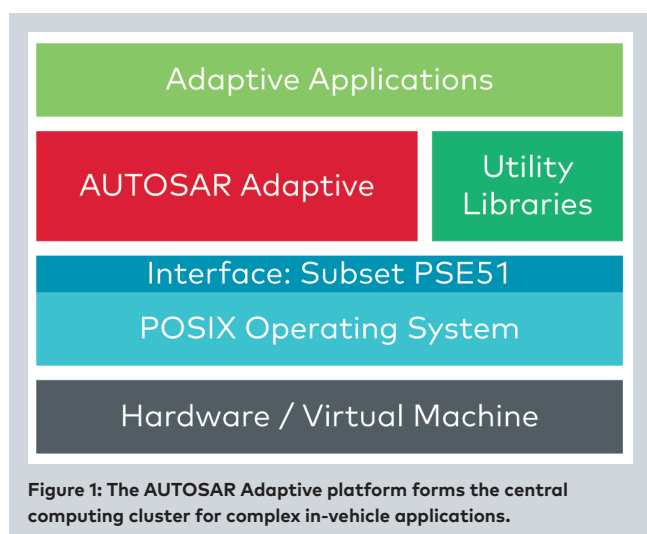 Adaptive Applications
AUTOSAR Adaptive
Utility
Libraries
Interface: Subset PSE51
POSIX Operating System
Hardware / Virtual Machine
Figure 1: The AUTOSAR Adaptive platform forms the central
computing cluster for complex in-vehicle applications.